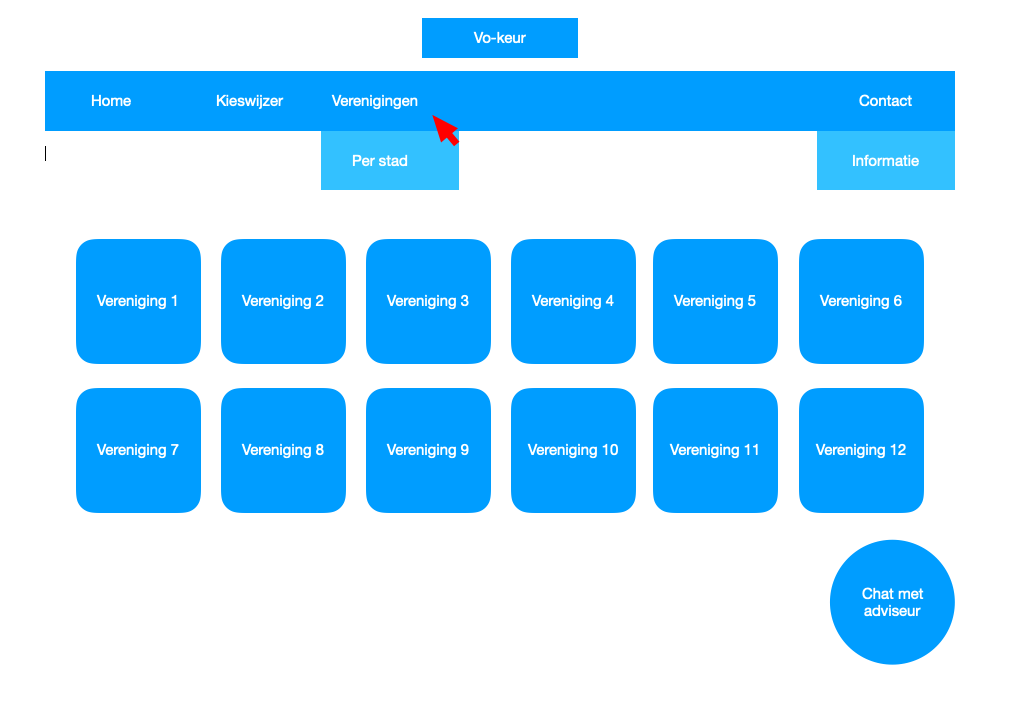 Vo-keur
Home
Kieswijzer
Verenigingen
Contact
Per stad
Informatie
Vereniging 1
Vereniging 2
Vereniging 3
Vereniging 4
Vereniging 5
Vereniging 6
Vereniging 7
Vereniging 8
Vereniging 9
Vereniging 10
Vereniging 11
Vereniging 12
Chat met
adviseur